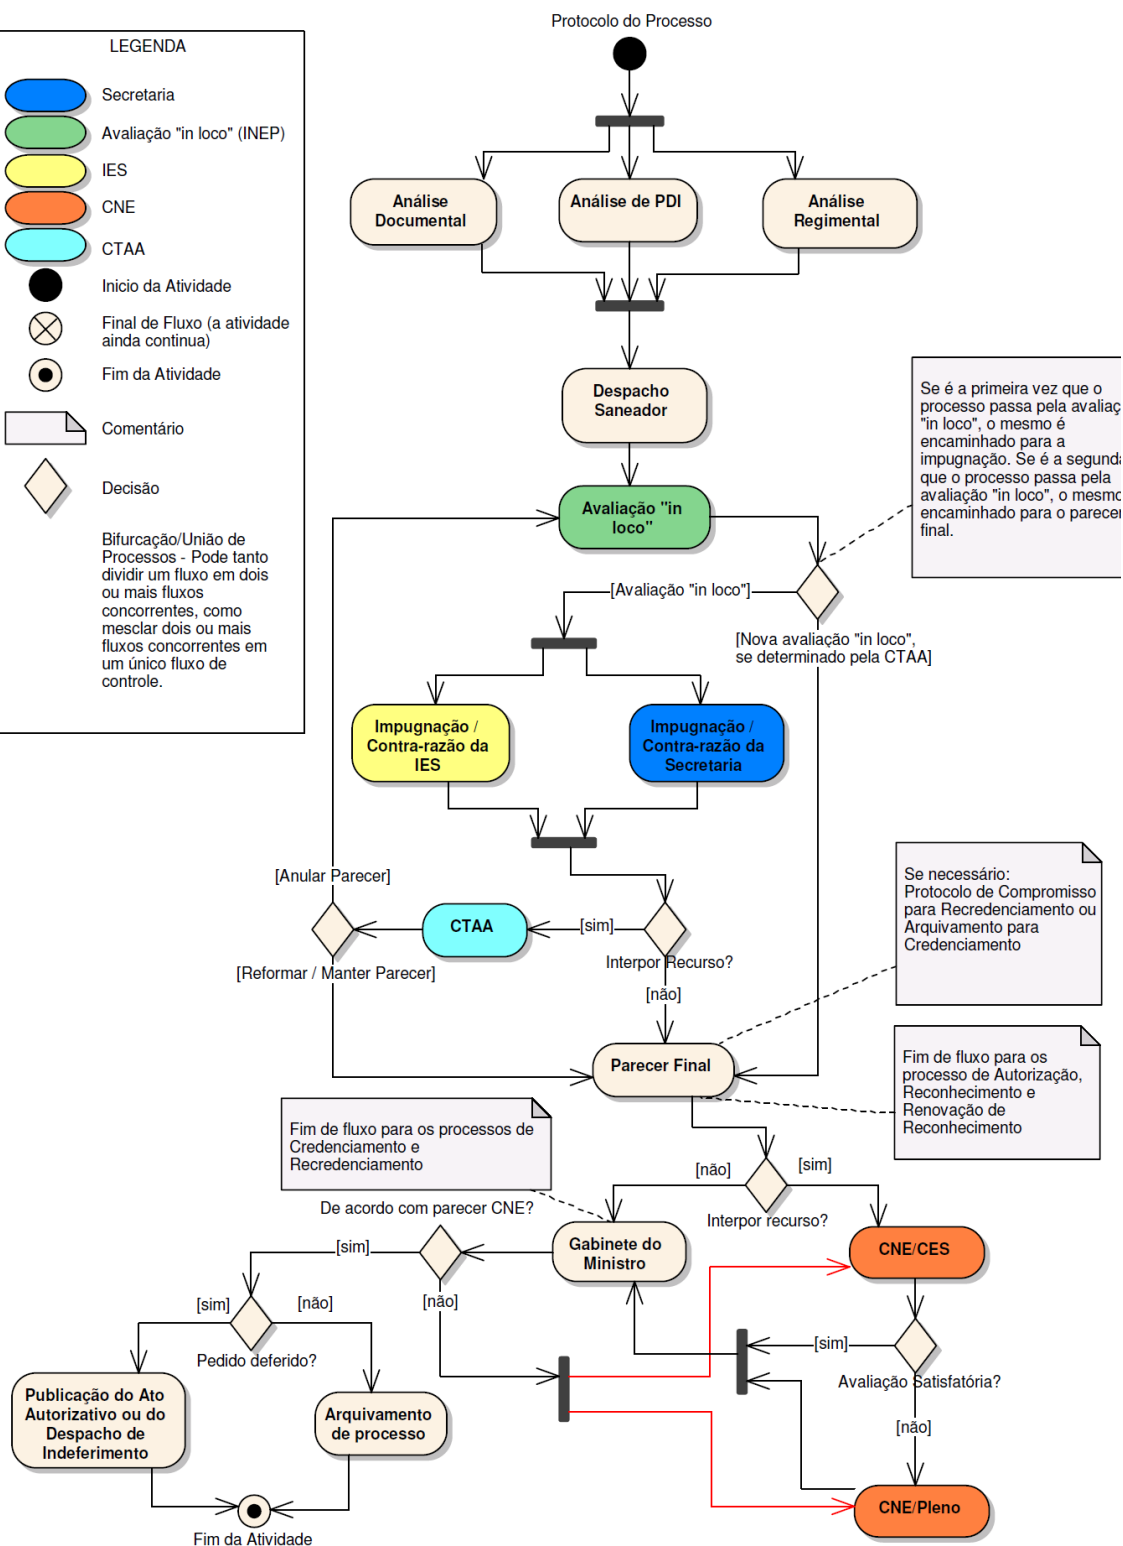 LEGENDA
Secretaria
Avaliação "in loco" (INEP)
IES
CNE
CTAA
Inicio da Atividade
Final de Fluxo (a atividade
ainda continua)
Fim da Atividade
Comentário
Decisão
Bifurcação/União de
Processos - Pode tanto
dividir um fluxo em dois
ou mais fluxos
concorrentes, como
mesclar dois ou mais
fluxos concorrentes em
um único fluxo de
controle.
Protocolo do Processo
Análise
Documental
Análise de PDI
Análise
Regimental
Despacho
Saneador
Se é a primeira vez que o
processo passa pela avaliaç
"in loco", o mesmo é
encaminhado para a
impugnação. Se é a segunda
que o processo passa pela
avaliação "in loco", o mesmo
encaminhado para o parecer
final.
Avaliação "in
loco"
[Avaliação "in loco"]
[Nova avaliação "in loco",
se determinado pela CTAA]
Impugnação /
Contra-razão da
IES
Impugnação /
Contra-razão da
Secretaria
[Anular Parecer]
CTAA
[sim]
Interpor Recurso?
[Reformar / Manter Parecer]
[não]
Se necessário:
Protocolo de Compromisso
para Recredenciamento ou
Arquivamento para
Credenciamento
Parecer Final
Fim de fluxo para os
processo de Autorização,
Reconhecimento e
Renovação de
Reconhecimento
Fim de fluxo para os processos de
Credenciamento e
Recredenciamento
[não]
[sim]
Interpor recurso?
De acordo com parecer CNE?
Gabinete do
Ministro
CNE/CES
[sim]
[não]
[sim]
[não]
Pedido deferido?
[sim]
Avaliação Satisfatória?
[não]
Publicação do Ato
Autorizativo ou do
Despacho de
Indeferimento
Arquivamento
de processo
CNE/Pleno
Fim da Atividade